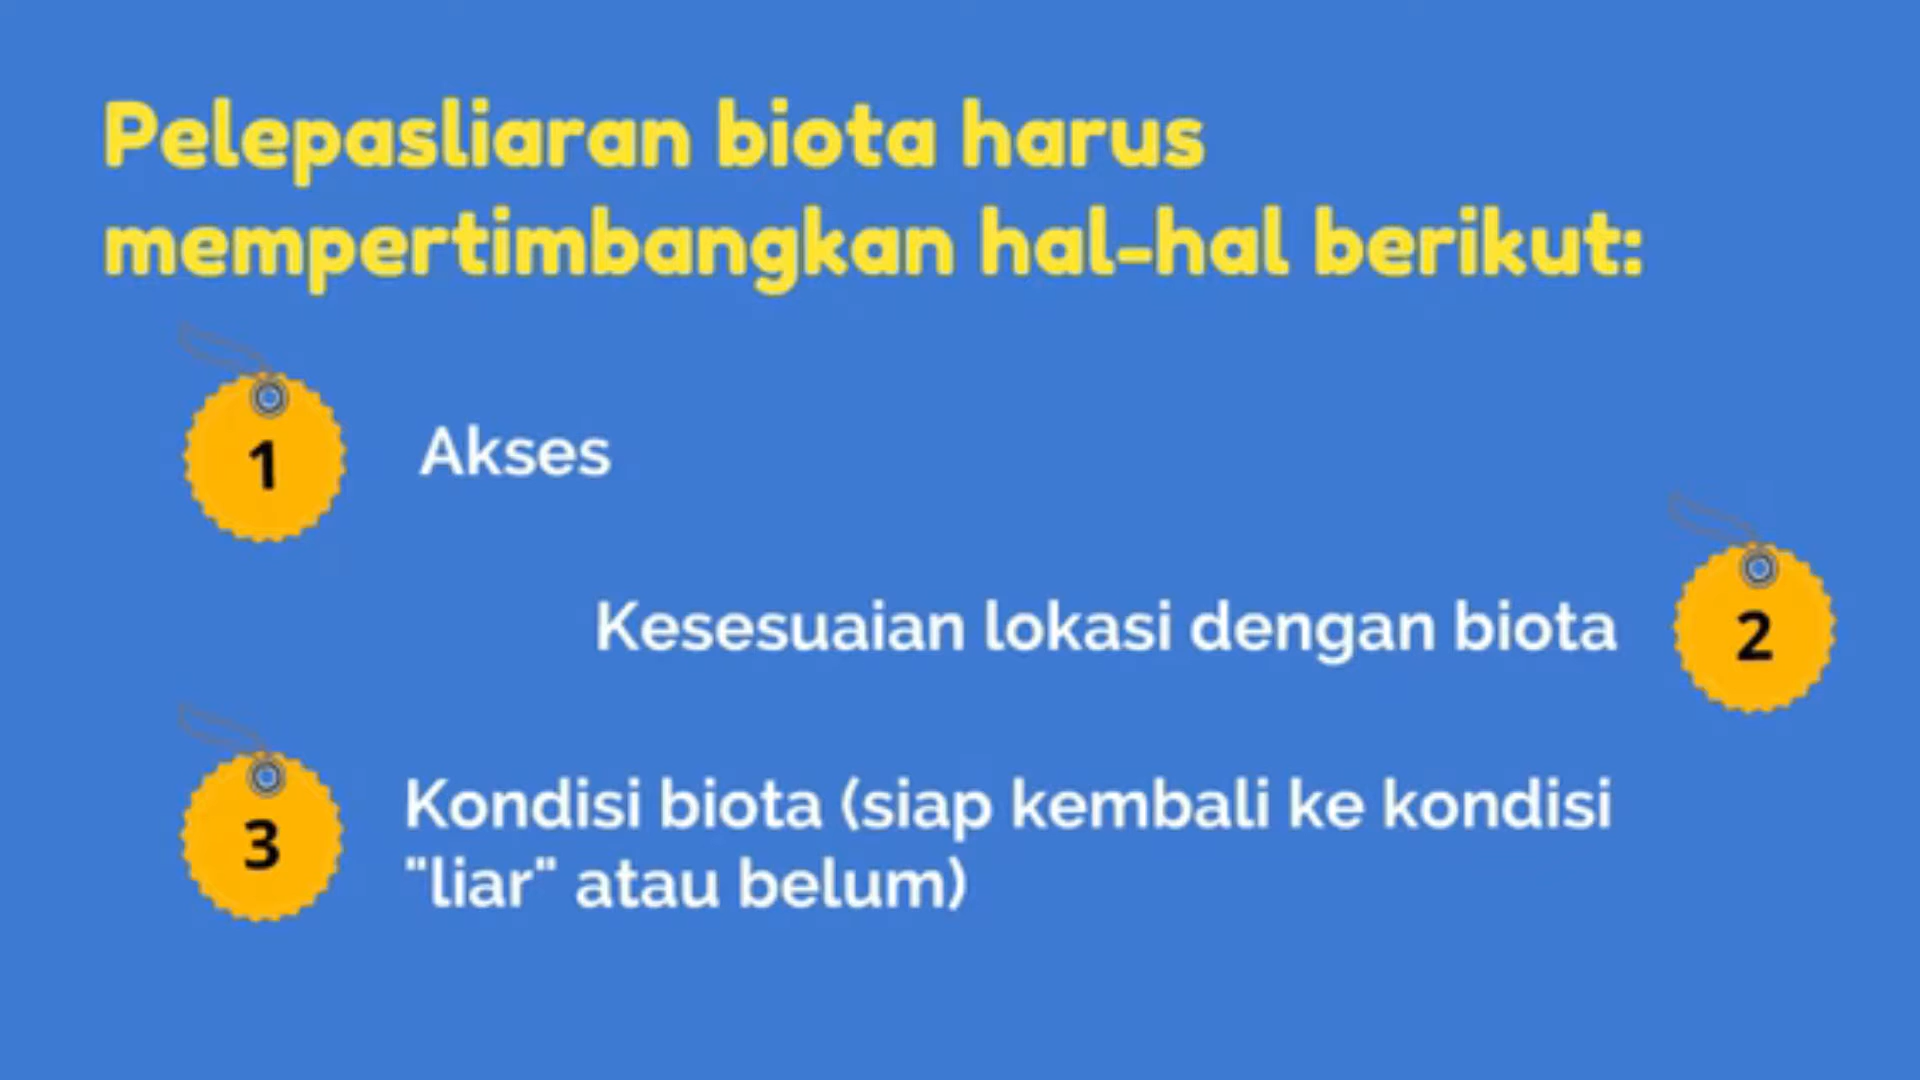 Pelepasliaran biota harus
mempertimbangkan hal-hal berikut:
1 Akses
Kesesuaian lokasi dengan biota 2
3 Kondisi biota (siap kembali ke kondisi
"liar" atau belum)